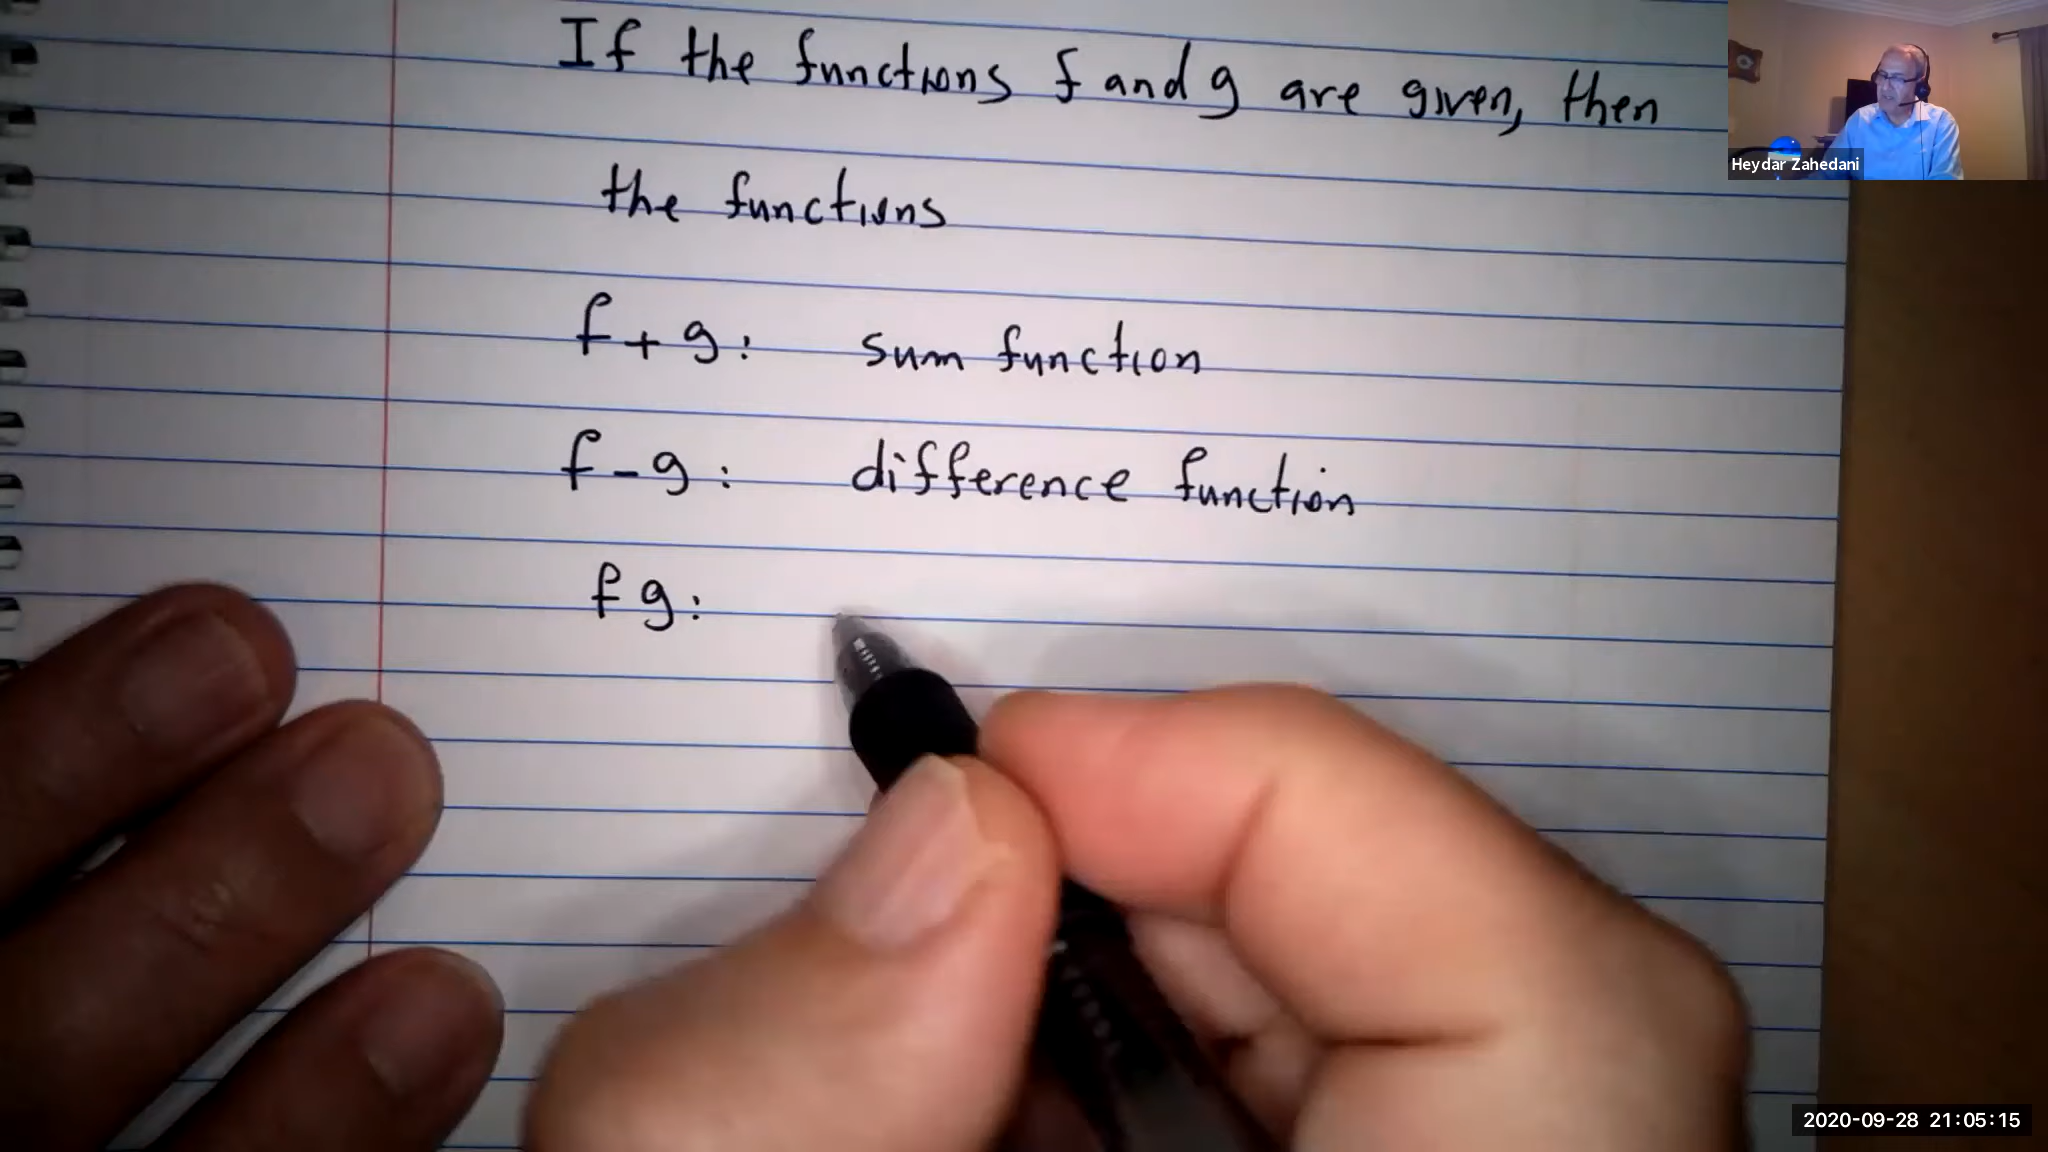 If the functions f and g are given, then
Heydar Zahedani
the functions
f + g: sum function
f - g: difference function
f g:
2020-09-28 21:05:15